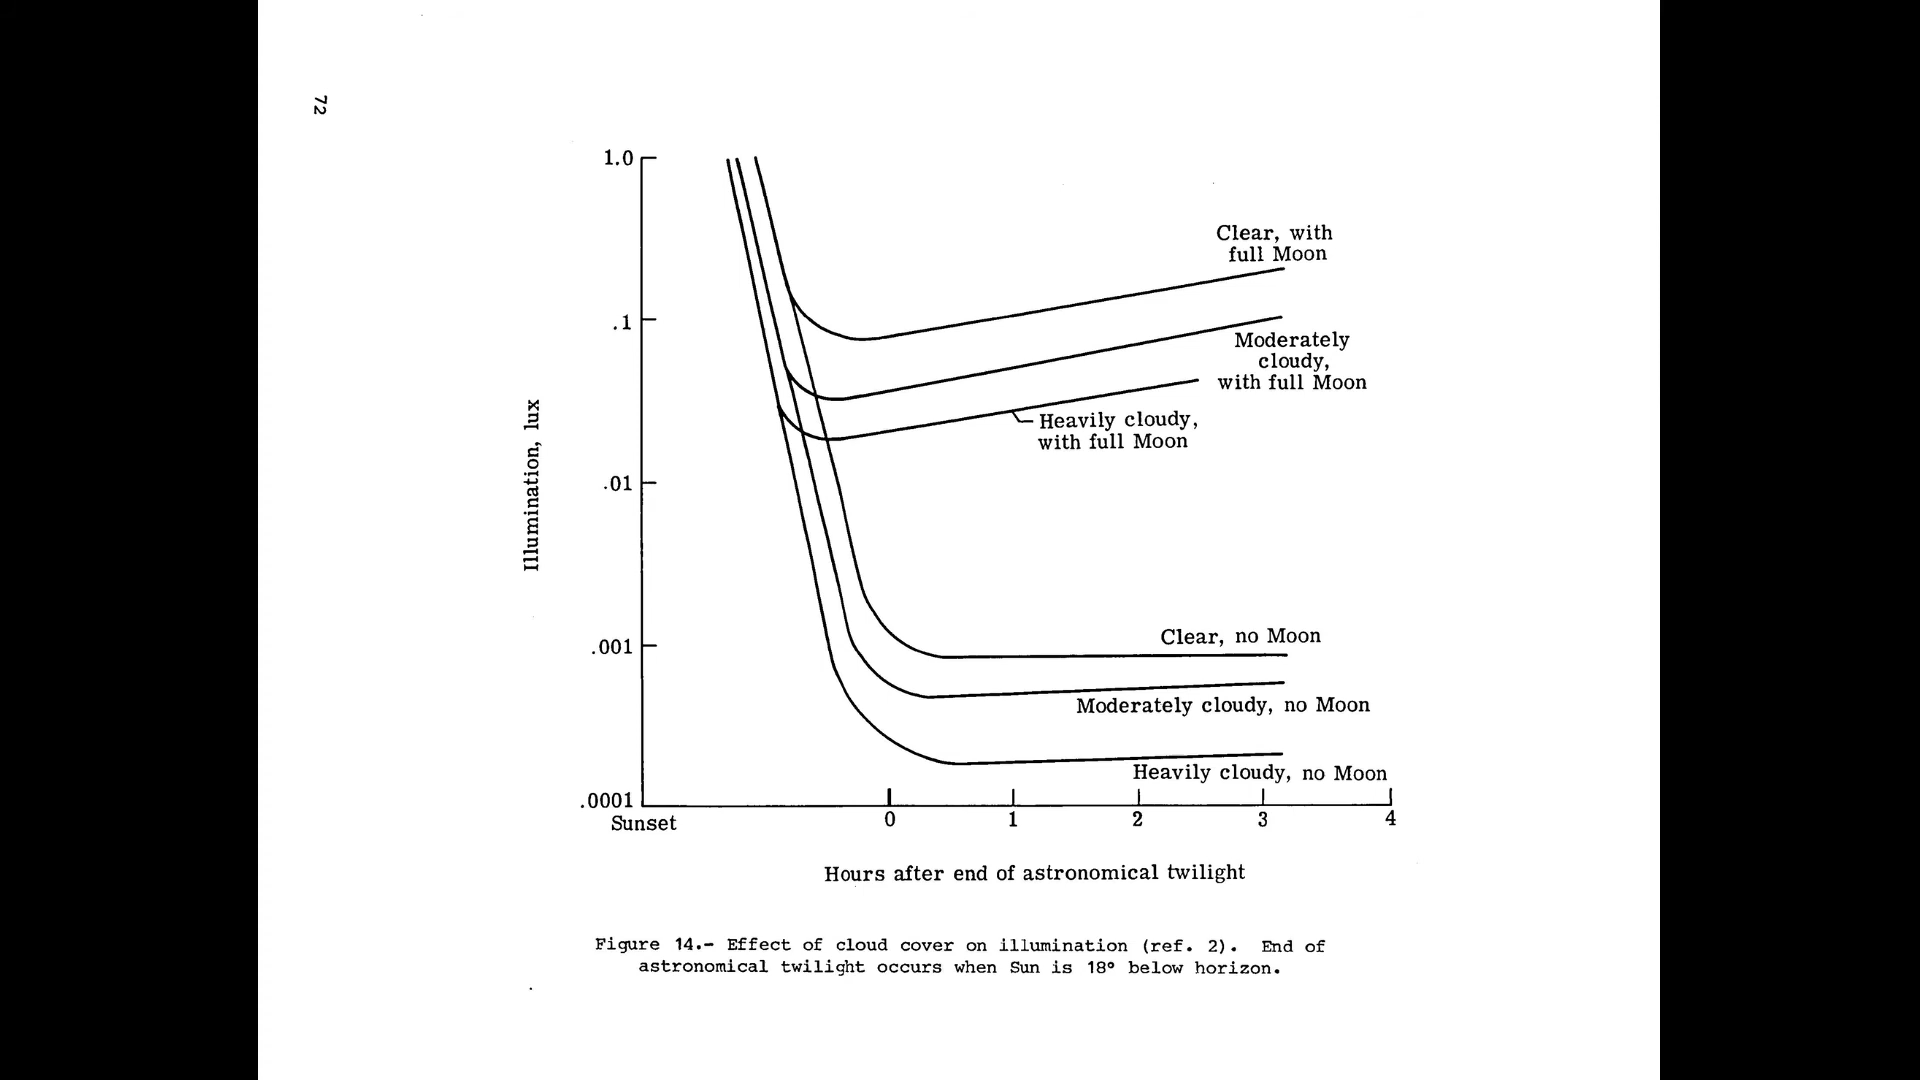 72
1.0
.1
.01
.001
.0001
Illumination, lux
Clear, with
full Moon
Moderately
cloudy,
with full Moon
Heavily cloudy,
with full Moon
Clear, no Moon
Moderately cloudy, no Moon
Heavily cloudy, no Moon
Sunset
0
1
2
3
4
Hours after end of astronomical twilight
Figure 14.- Effect of cloud cover on illumination (ref. 2). End of
astronomical twilight occurs when Sun is 18° below horizon.